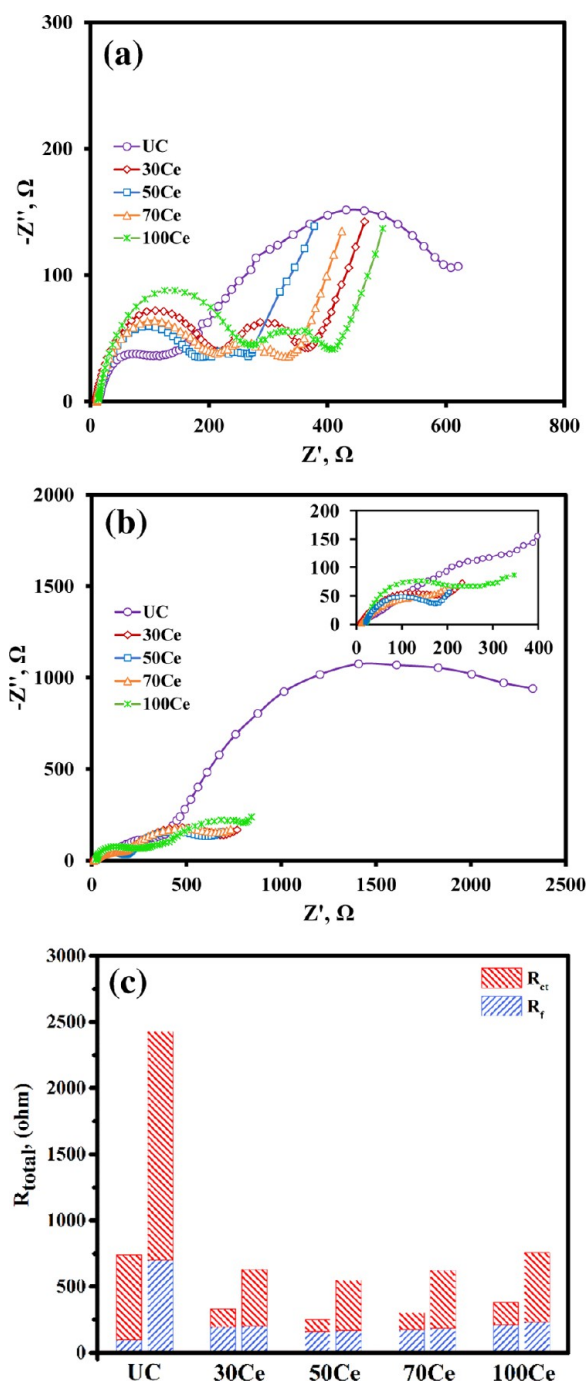 300
(a)
UC
30Ce
50Ce
70Ce
100Ce
200
-Z", Ω
100
0
0 200 400 600 800
Z', Ω
2000
(b)
200
150
100
50
0
0 100 200 300 400
UC
30Ce
50Ce
70Ce
100Ce
1500
-Z", Ω
1000
500
0
0 500 1000 1500 2000 2500
Z', Ω
3000
(c)
Rct
Rf
2500
2000
Rtotal, (ohm)
1500
1000
500
0
UC 30Ce 50Ce 70Ce 100Ce